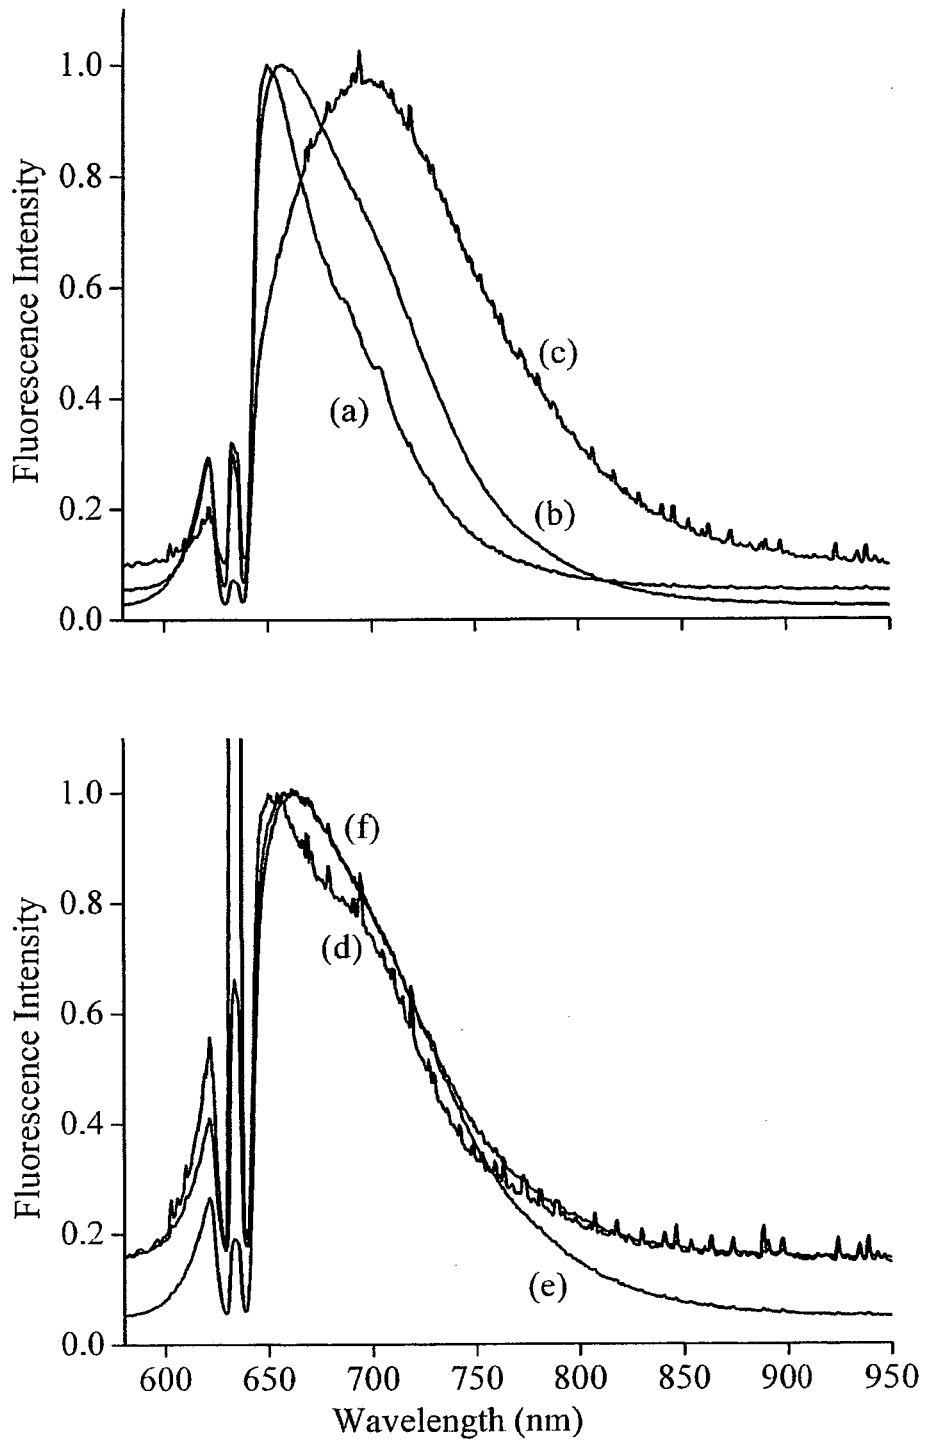 Fluorescence Intensity
1.0
0.8
0.6
0.4
0.2
0.0
(a)
(b)
(c)
Fluorescence Intensity
1.0
0.8
0.6
0.4
0.2
0.0
(f)
(d)
(e)
600 650 700 750 800 850 900 950
Wavelength (nm)